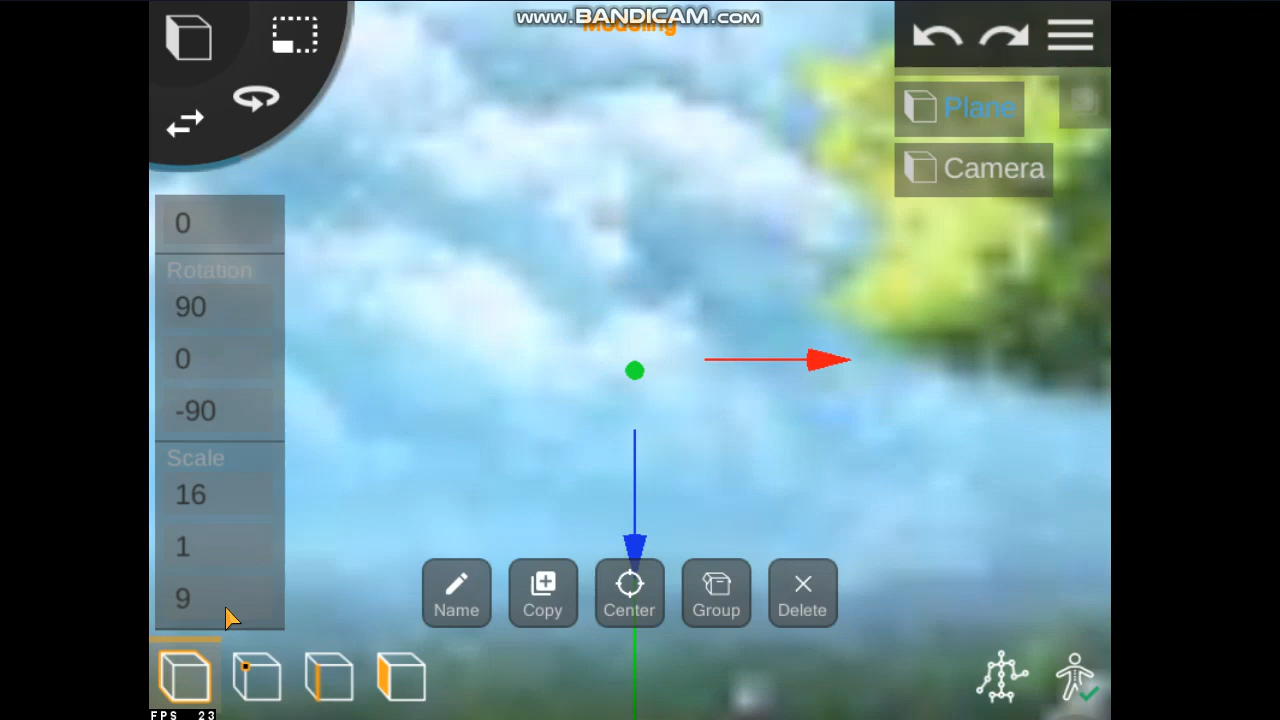 www.BANDICAM.com
Modeling
Plane
Camera
0
Rotation
90
0
-90
Scale
16
1
9
Name
Copy
Center
Group
Delete
FPS 23